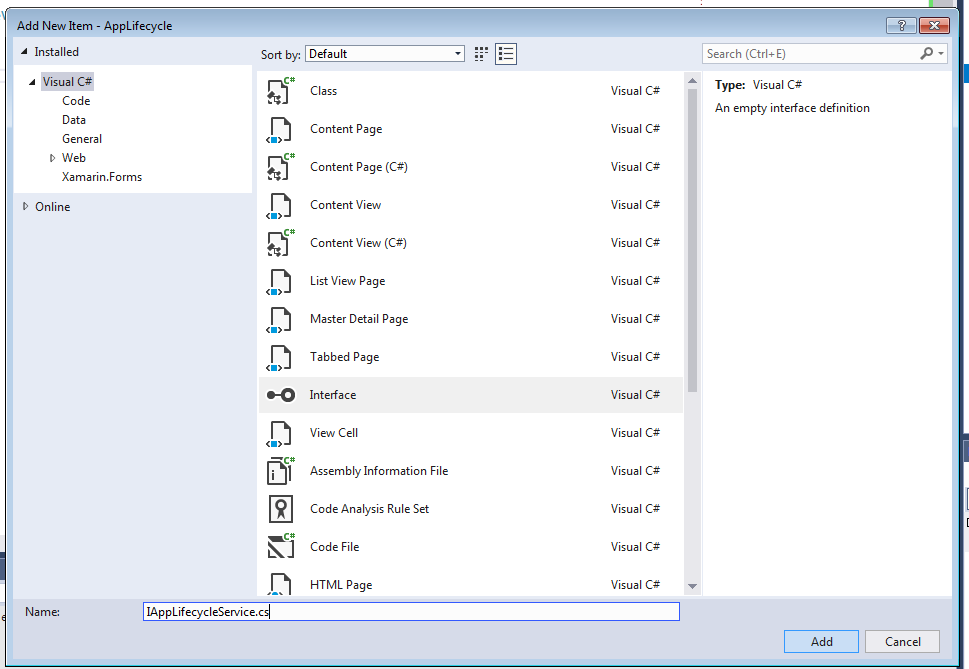 Add New Item - AppLifecycle
Installed
Visual C#
Code
Data
General
Web
Xamarin.Forms
Online
Sort by: Default
Search (Ctrl+E)
C# Class Visual C#
Content Page Visual C#
C# Content Page (C#) Visual C#
Content View Visual C#
C# Content View (C#) Visual C#
List View Page Visual C#
Master Detail Page Visual C#
Tabbed Page Visual C#
Interface Visual C#
View Cell Visual C#
C# Assembly Information File Visual C#
Code Analysis Rule Set Visual C#
C# Code File Visual C#
HTML Page Visual C#
Type: Visual C#
An empty interface definition
Name: IAppLifecycleService.cs
Add Cancel